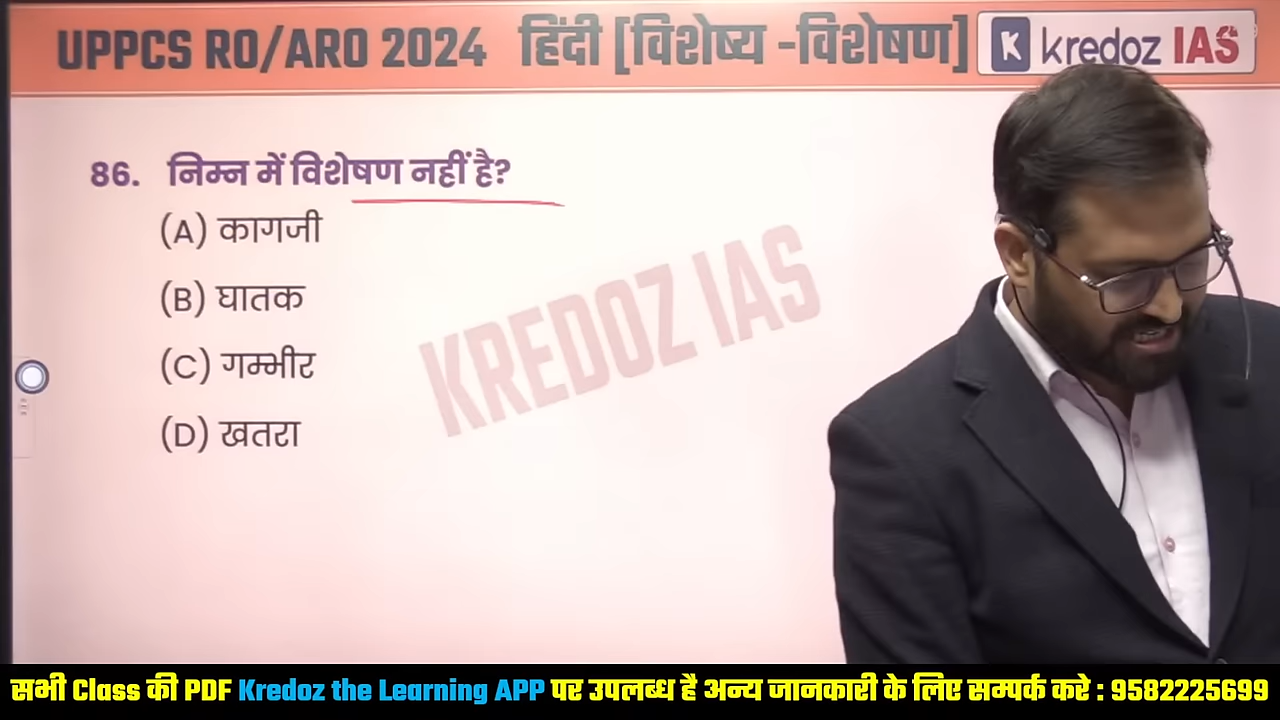 UPPCS RO/ARO 2024 हिंदी [विशेष्य -विशेषण]
K kredoz IAS
86. निम्न में विशेषण नहीं है?
(A) कागजी
(B) घातक
(C) गम्भीर
(D) खतरा
KREDOZ IAS
सभी Class की PDF Kredoz the Learning APP पर उपलब्ध है अन्य जानकारी के लिए सम्पर्क करे : 9582225699